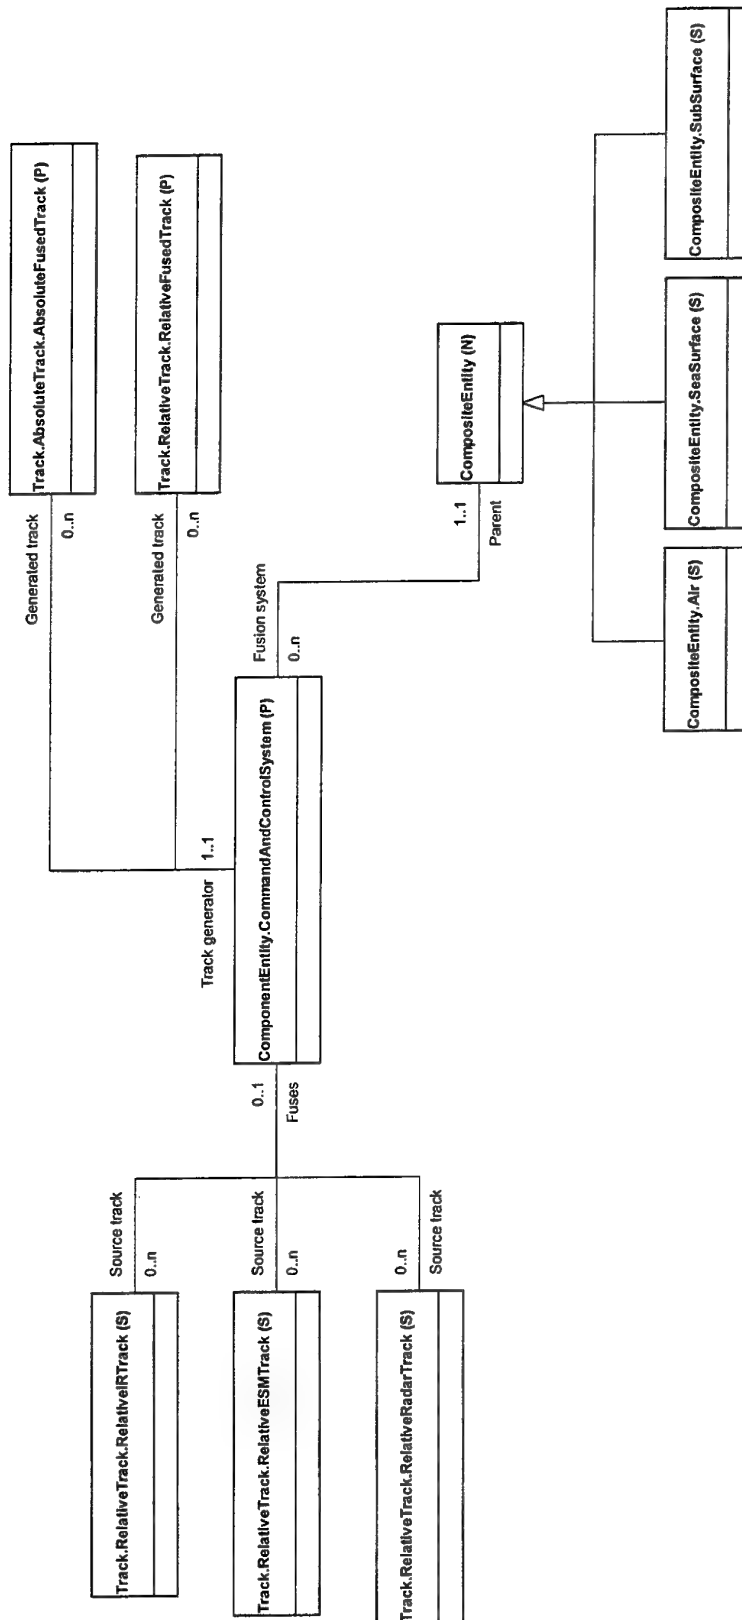 Track.AbsoluteTrack.AbsoluteFusedTrack (P)
Generated track
0..n
Track.RelativeTrack.RelativeFusedTrack (P)
Generated track
0..n
Track.RelativeTrack.RelativeIRTrack (S)
Source track
0..n
Track generator
1..1
Track.RelativeTrack.RelativeESMTrack (S)
Source track
0..n
0..1
Fuses
ComponentEntity.CommandAndControlSystem (P)
Fusion system
0..n
Track.RelativeTrack.RelativeRadarTrack (S)
0..n
Source track
1..1
Parent
CompositeEntity (N)
CompositeEntity.Air (S)
CompositeEntity.SeaSurface (S)
CompositeEntity.SubSurface (S)